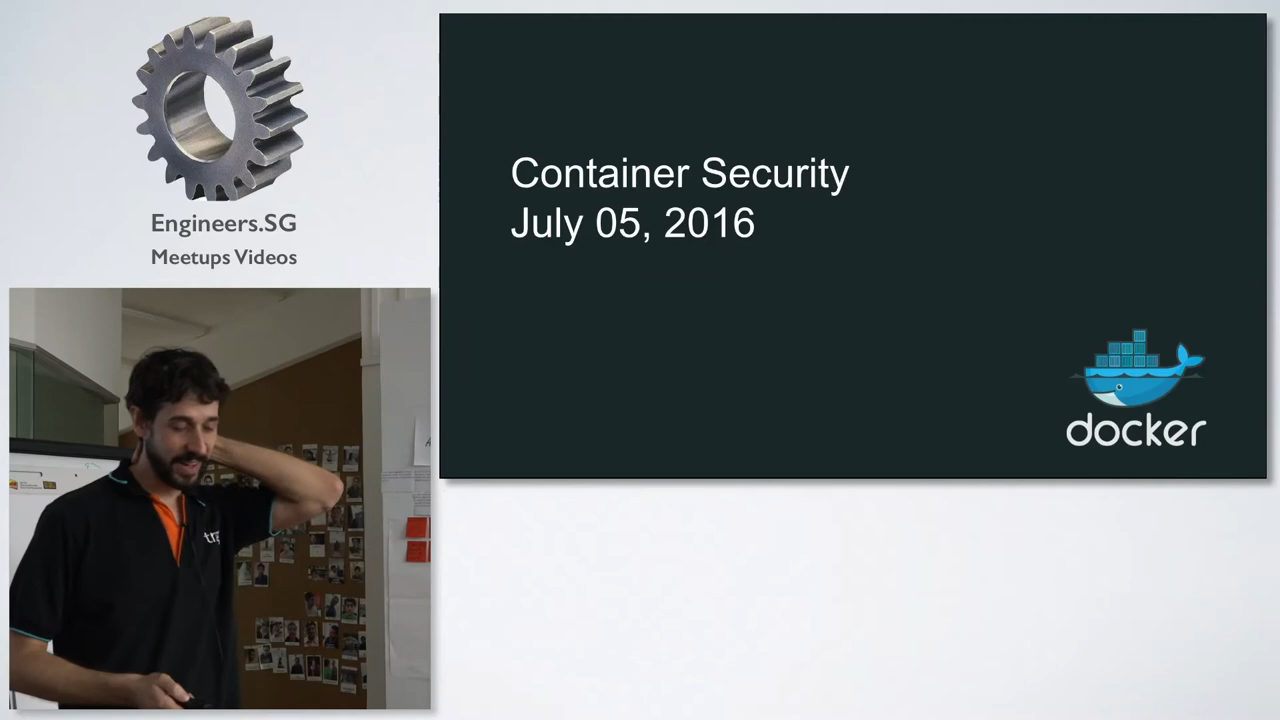 Engineers.SG
Meetups Videos
Container Security
July 05, 2016
docker